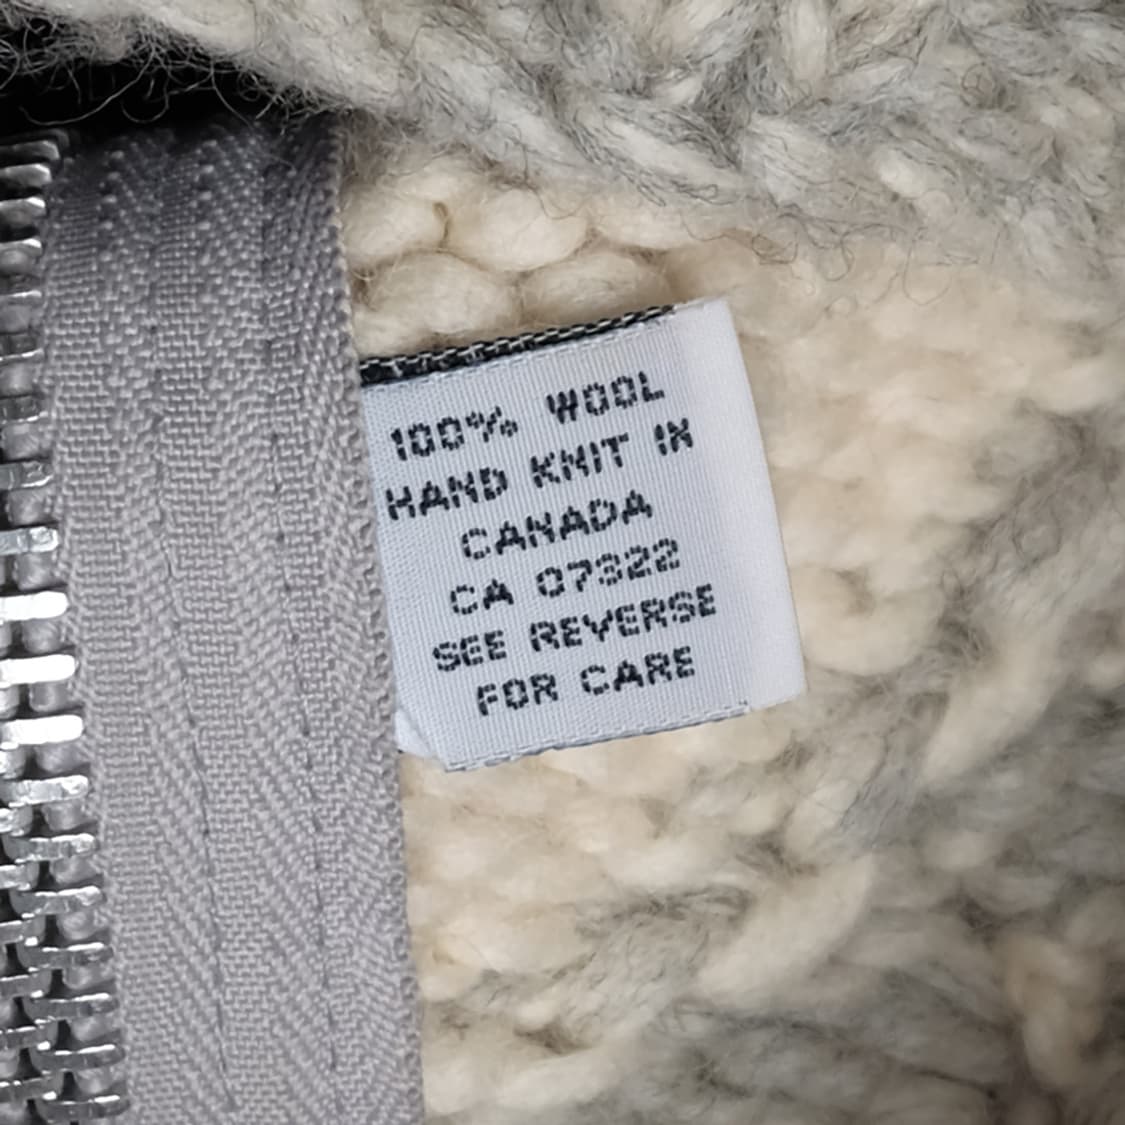 100% WOOL
HAND KNIT IN
CANADA
CA 07322
SEE REVERSE
FOR CARE